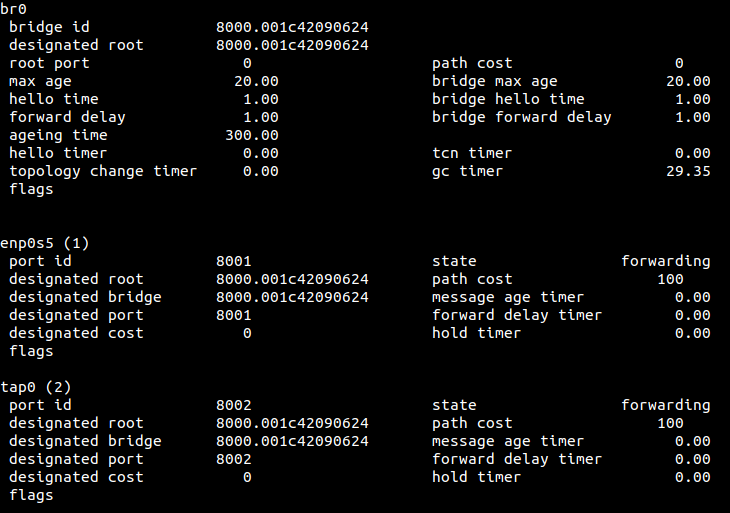 br0
bridge id 8000.001c42090624
designated root 8000.001c42090624
root port 0 path cost 0
max age 20.00 bridge max age 20.00
hello time 1.00 bridge hello time 1.00
forward delay 1.00 bridge forward delay 1.00
ageing time 300.00
hello timer 0.00 tcn timer 0.00
topology change timer 0.00 gc timer 29.35
flags
enp0s5 (1)
port id 8001 state forwarding
designated root 8000.001c42090624 path cost 100
designated bridge 8000.001c42090624 message age timer 0.00
designated port 8001 forward delay timer 0.00
designated cost 0 hold timer 0.00
flags
tap0 (2)
port id 8002 state forwarding
designated root 8000.001c42090624 path cost 100
designated bridge 8000.001c42090624 message age timer 0.00
designated port 8002 forward delay timer 0.00
designated cost 0 hold timer 0.00
flags